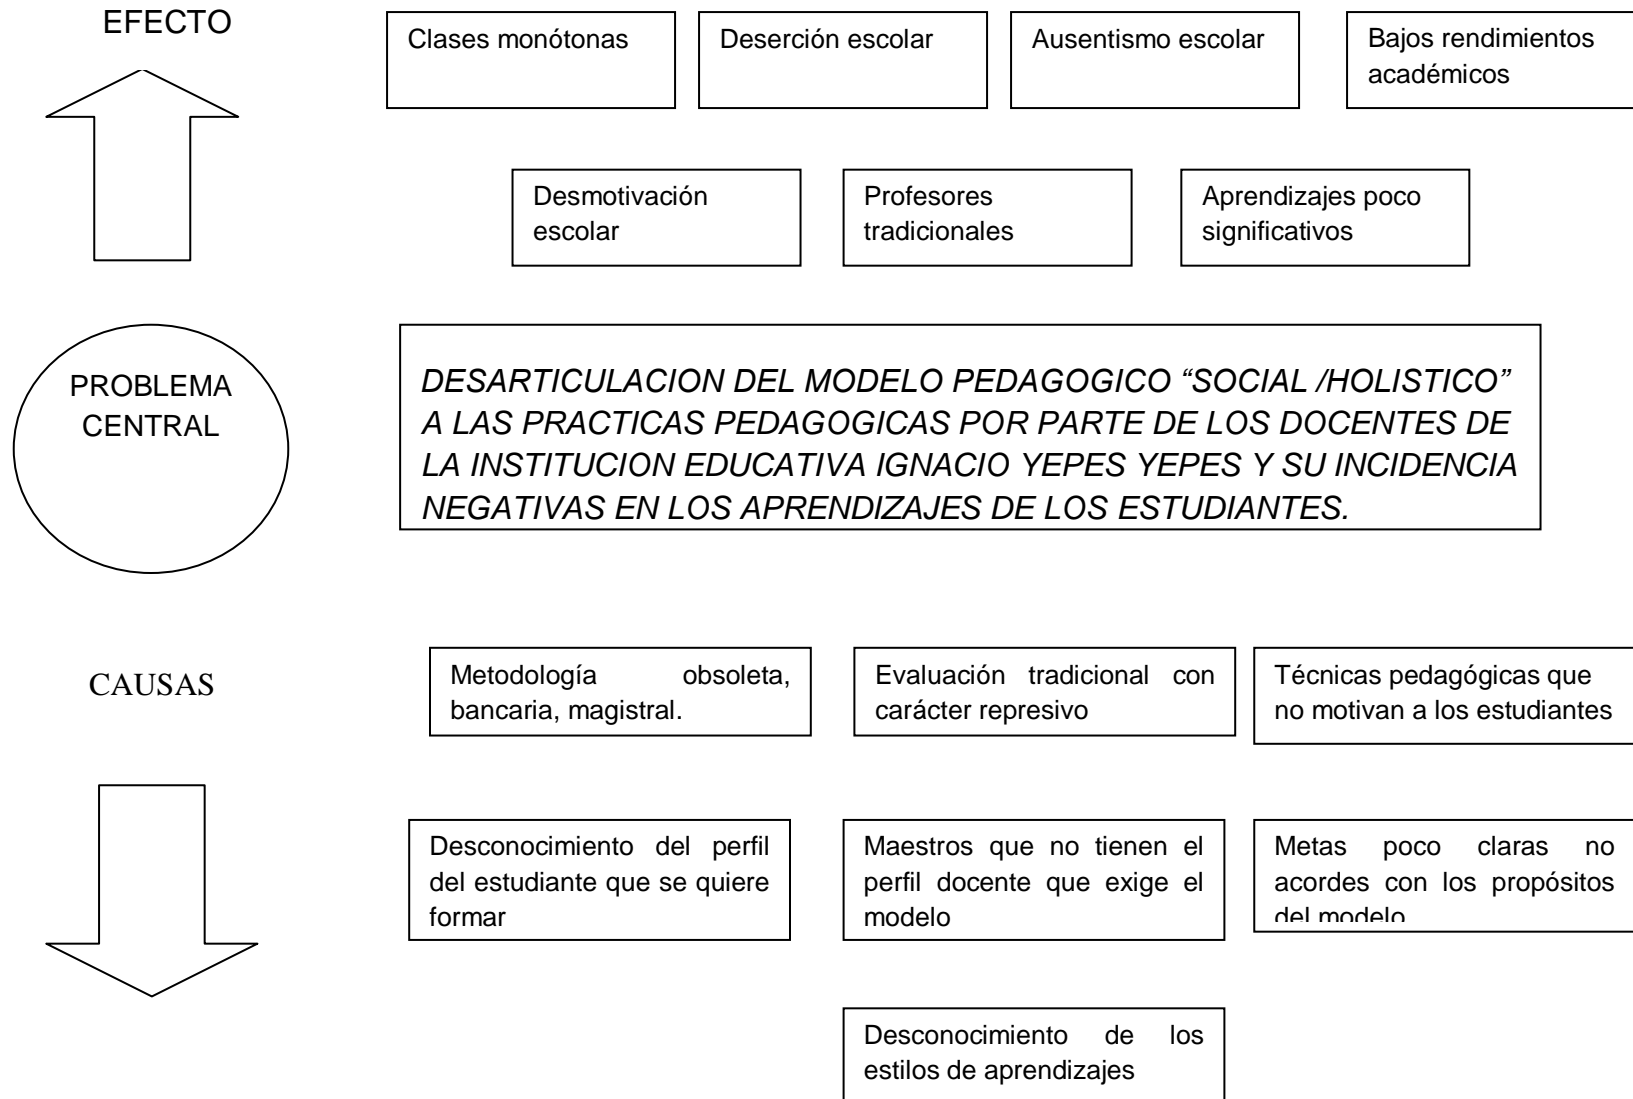 EFECTO
Clases monótonas
Deserción escolar
Ausentismo escolar
Bajos rendimientos
académicos
Desmotivación
escolar
Profesores
tradicionales
Aprendizajes poco
significativos
PROBLEMA
CENTRAL
DESARTICULACION DEL MODELO PEDAGOGICO “SOCIAL /HOLISTICO”
A LAS PRACTICAS PEDAGOGICAS POR PARTE DE LOS DOCENTES DE
LA INSTITUCION EDUCATIVA IGNACIO YEPES YEPES Y SU INCIDENCIA
NEGATIVAS EN LOS APRENDIZAJES DE LOS ESTUDIANTES.
CAUSAS
Metodología obsoleta,
bancaria, magistral.
Evaluación tradicional con
carácter represivo
Técnicas pedagógicas que
no motivan a los estudiantes
Desconocimiento del perfil
del estudiante que se quiere
formar
Maestros que no tienen el
perfil docente que exige el
modelo
Metas poco claras no
acordes con los propósitos
del modelo
Desconocimiento de los
estilos de aprendizajes